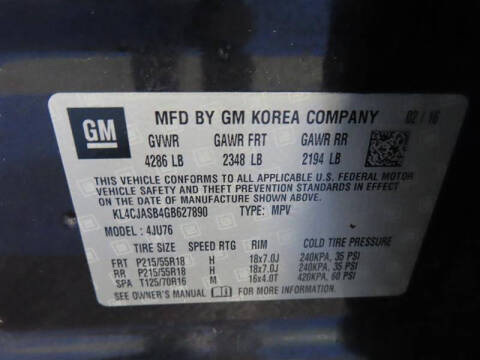 GM
MFD BY GM KOREA COMPANY 02 / 16
GVWR GAWR FRT GAWR RR
4286 LB 2348 LB 2194 LB
THIS VEHICLE CONFORMS TO ALL APPLICABLE U.S. FEDERAL MOTOR
VEHICLE SAFETY AND THEFT PREVENTION STANDARDS IN EFFECT ON
THE DATE OF MANUFACTURE SHOWN ABOVE.
KL4CJASB4GB627890 TYPE: MPV
MODEL : 4JU76
TIRE SIZE SPEED RTG RIM COLD TIRE PRESSURE
FRT P215/55R18 H 18x7.0J 240KPA, 35 PSI
RR P215/55R18 H 18x7.0J 240KPA, 35 PSI
SPA T125/70R16 M 16x4.0T 420KPA, 60 PSI
SEE OWNER'S MANUAL FOR MORE INFORMATION.